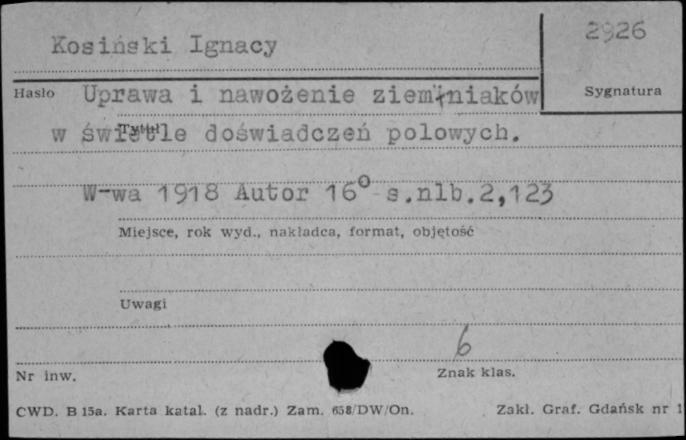 Kosiński Ignacy
2926
Hasło
Sygnatura
Uprawa i nawożenie ziemniaków
Tytuł
w świetle doświadczeń polowych.
W-wa 1918 Autor 16° s.nlb.2,123
Miejsce, rok wyd., nakładca, format, objętość
Uwagi
6
Nr inw.
Znak klas.
CWD. B 15a. Karta katal. (z nadr.) Zam. 658/DW/On.
Zakł. Graf. Gdańsk nr 1